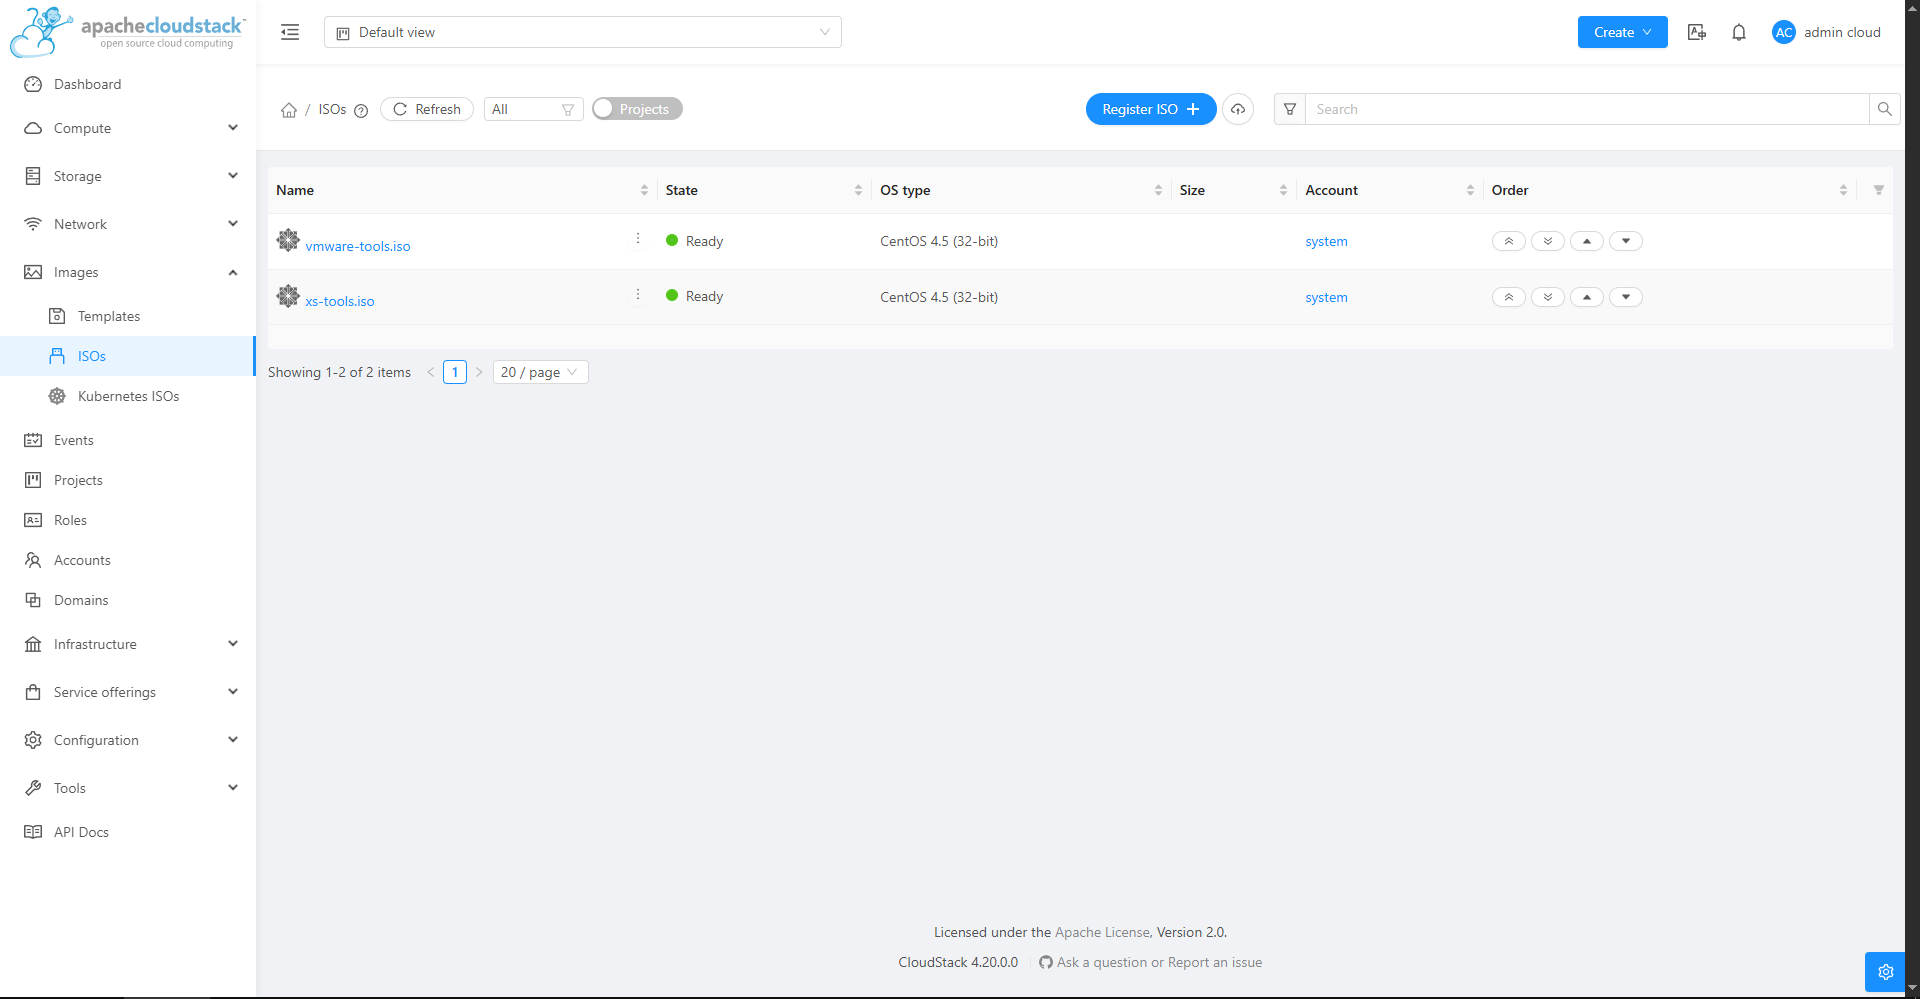 apachecloudstack
open source cloud computing
Default view
Create
AC admin cloud
Dashboard
Compute
Storage
Network
Images
Templates
ISOs
Kubernetes ISOs
Events
Projects
Roles
Accounts
Domains
Infrastructure
Service offerings
Configuration
Tools
API Docs
/ ISOs Refresh All Projects
Register ISO Search
Name State OS type Size Account Order
vmware-tools.iso Ready CentOS 4.5 (32-bit) system
xs-tools.iso Ready CentOS 4.5 (32-bit) system
Showing 1-2 of 2 items 1 20 / page
Licensed under the Apache License, Version 2.0.
CloudStack 4.20.0.0 Ask a question or Report an issue